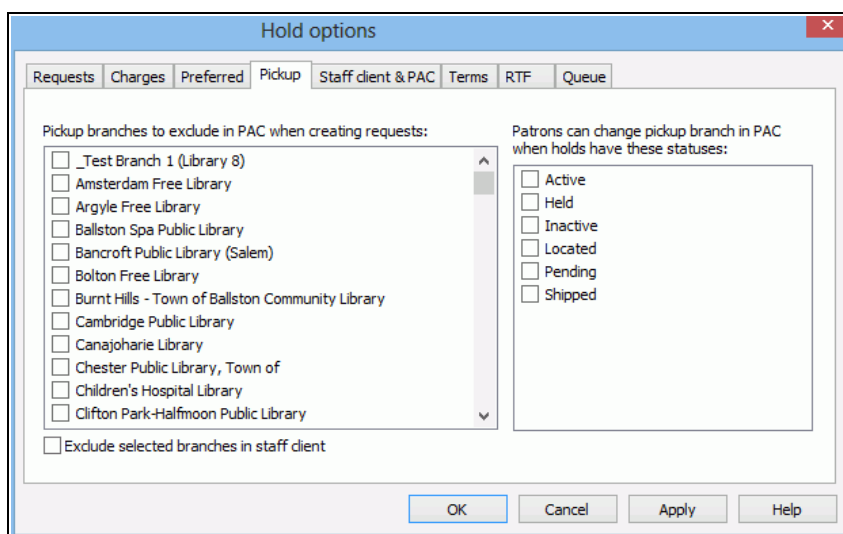 Hold options
Requests Charges Preferred Pickup Staff client & PAC Terms RTF Queue
Pickup branches to exclude in PAC when creating requests:
_Test Branch 1 (Library 8)
Amsterdam Free Library
Argyle Free Library
Ballston Spa Public Library
Bancroft Public Library (Salem)
Bolton Free Library
Burnt Hills - Town of Ballston Community Library
Cambridge Public Library
Canajoharie Library
Chester Public Library, Town of
Children's Hospital Library
Clifton Park-Halfmoon Public Library
Exclude selected branches in staff client
Patrons can change pickup branch in PAC
when holds have these statuses:
Active
Held
Inactive
Located
Pending
Shipped
OK Cancel Apply Help